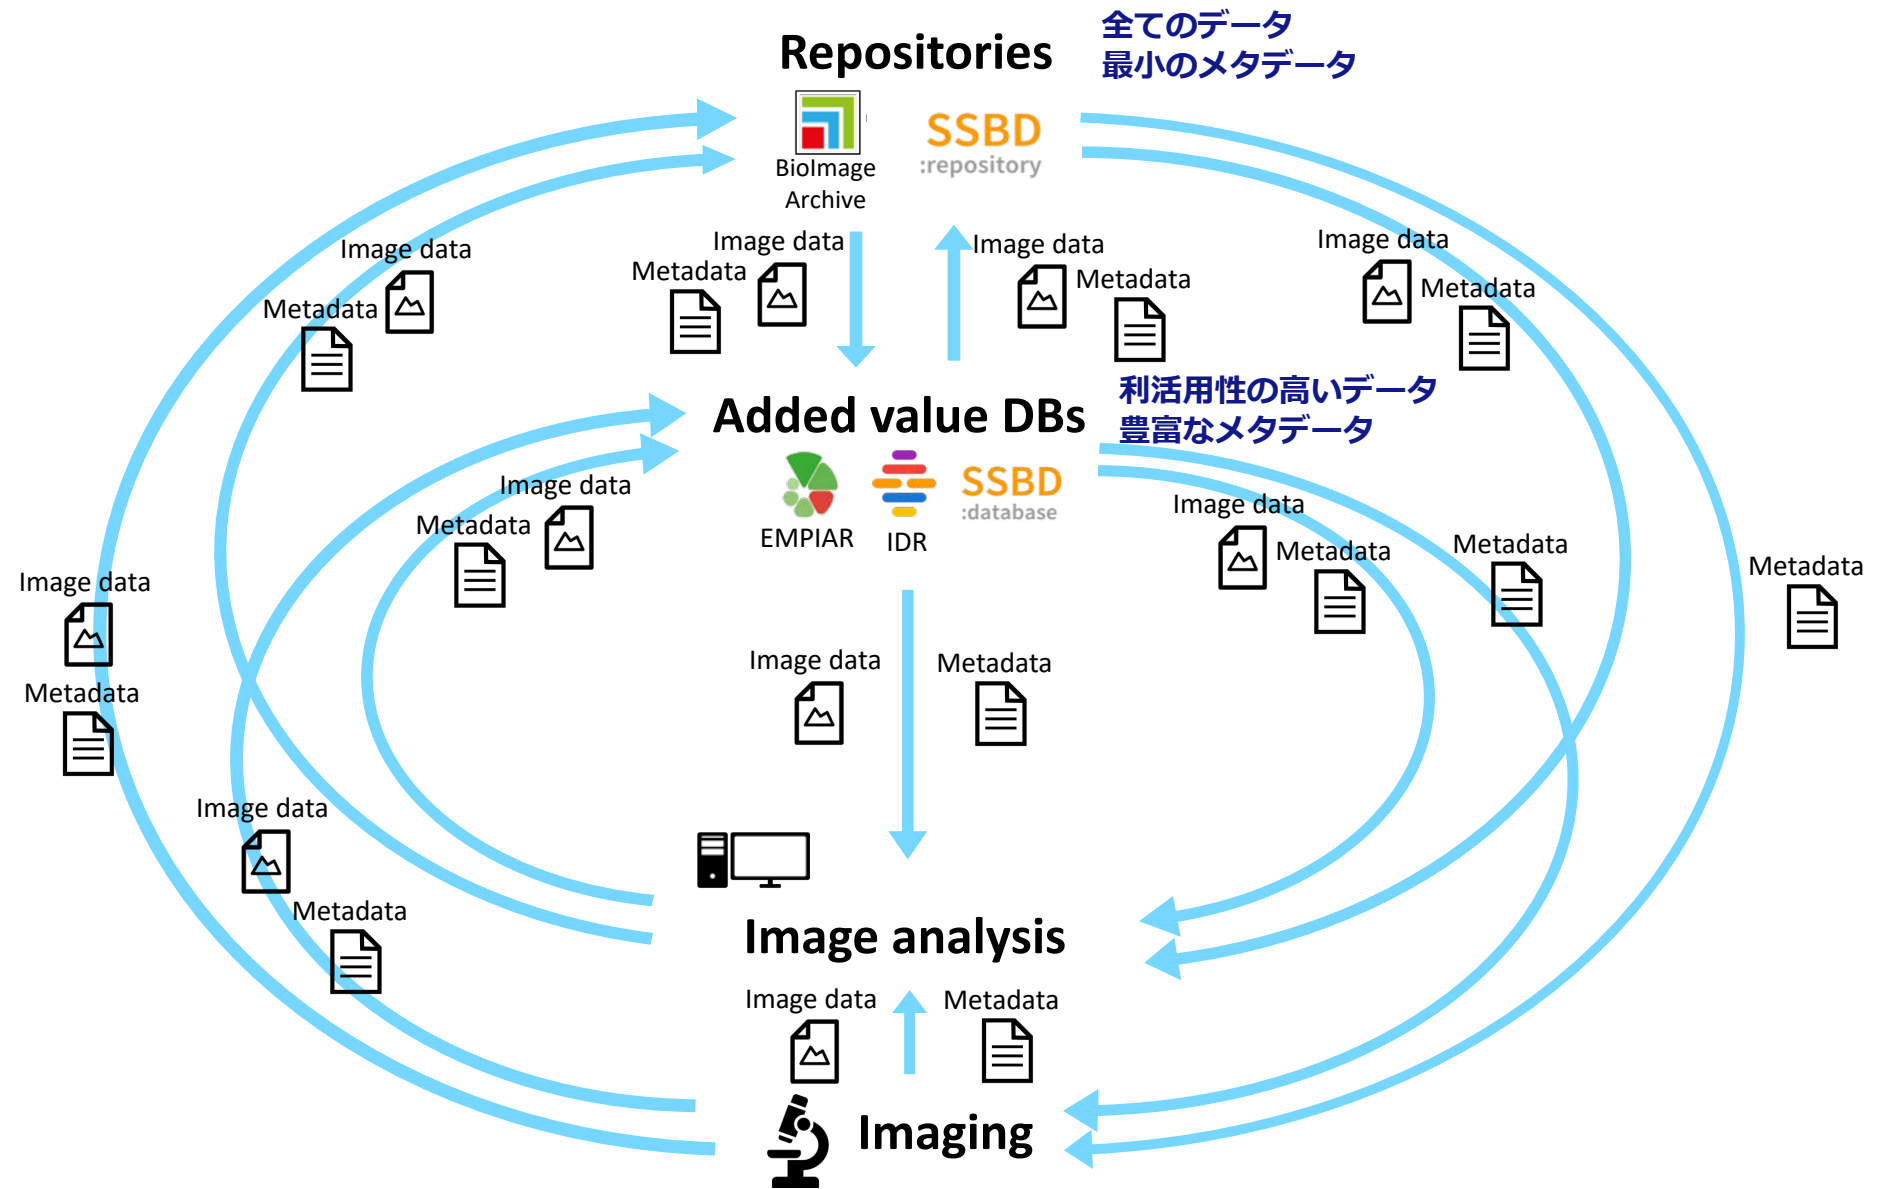 Repositories
全てのデータ
最小のメタデータ
BioImage
Archive
SSBD
:repository
Image data
Metadata
Image data
Metadata
Image data
Metadata
Image data
Metadata
Added value DBs
利活用性の高いデータ
豊富なメタデータ
EMPIAR
IDR
SSBD
:database
Image data
Metadata
Image data
Metadata
Metadata
Metadata
Image data
Metadata
Image data
Metadata
Image data
Metadata
Image analysis
Image data
Metadata
Imaging